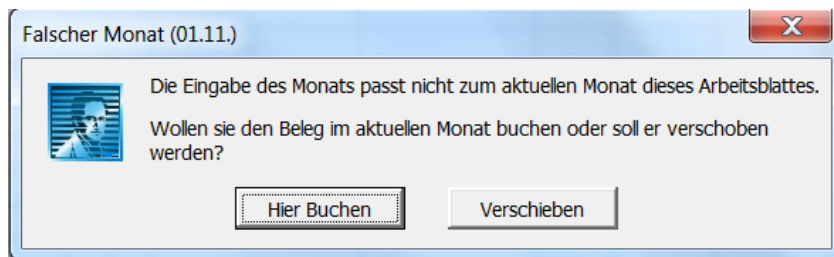 Falscher Monat (01.11.)
Die Eingabe des Monats passt nicht zum aktuellen Monat dieses Arbeitsblattes.
Wollen sie den Beleg im aktuellen Monat buchen oder soll er verschoben
werden?
Hier Buchen
Verschieben